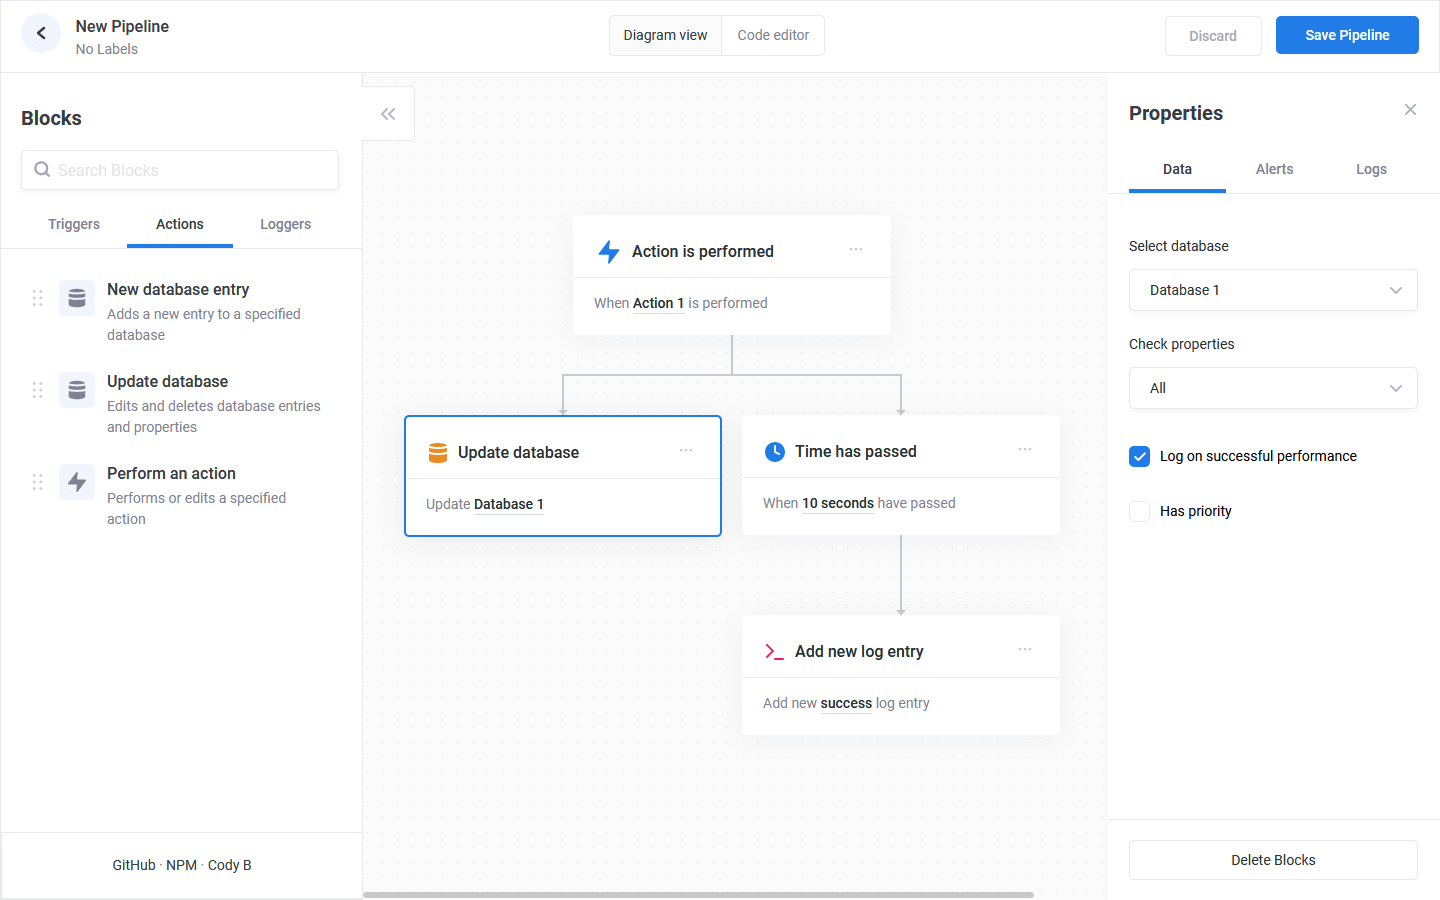 New Pipeline
No Labels
Diagram view
Code editor
Discard
Save Pipeline
Blocks
Search Blocks
Triggers
Actions
Loggers
New database entry
Adds a new entry to a specified
database
Update database
Edits and deletes database entries
and properties
Perform an action
Performs or edits a specified
action
GitHub · NPM · Cody B
Action is performed
When Action 1 is performed
Update database
Update Database 1
Time has passed
When 10 seconds have passed
Add new log entry
Add new success log entry
Properties
Data
Alerts
Logs
Select database
Database 1
Check properties
All
Log on successful performance
Has priority
Delete Blocks